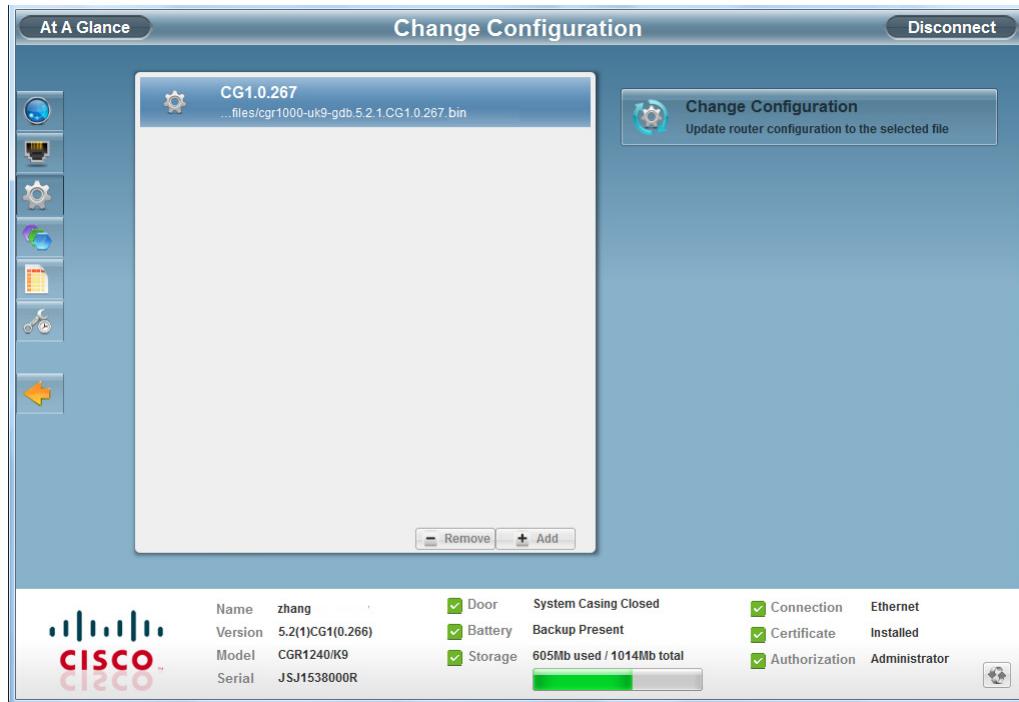 At A Glance
Change Configuration
Disconnect
CG1.0.267
...files/cgr1000-uk9-gdb.5.2.1.CG1.0.267.bin
Change Configuration
Update router configuration to the selected file
Remove
Add
Name zhang
Version 5.2(1)CG1(0.266)
Model CGR1240/K9
Serial JSJ1538000R
Door System Casing Closed
Battery Backup Present
Storage 605Mb used / 1014Mb total
Connection Ethernet
Certificate Installed
Authorization Administrator
CISCO